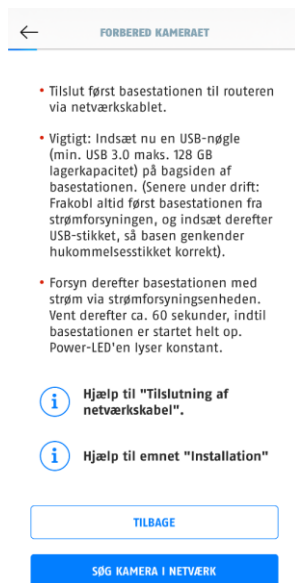 FORBERED KAMERAET
• Tilslut først basestationen til routeren
via netværkskablet.
• Vigtigt: Indsæt nu en USB-nøgle
(min. USB 3.0 maks. 128 GB
lagerkapacitet) på bagsiden af
basestationen. (Senere under drift:
Frakobl altid først basestationen fra
strømforsyningen, og indsæt derefter
USB-stikket, så basen genkender
hukommelsesstikket korrekt).
• Forsyn derefter basestationen med
strøm via strømforsyningsenheden.
Vent derefter ca. 60 sekunder, indtil
basestationen er startet helt op.
Power-LED'en lyser konstant.
Hjælp til "Tilslutning af
netværkskabel".
Hjælp til emnet "Installation"
TILBAGE
SØG KAMERA I NETVÆRK